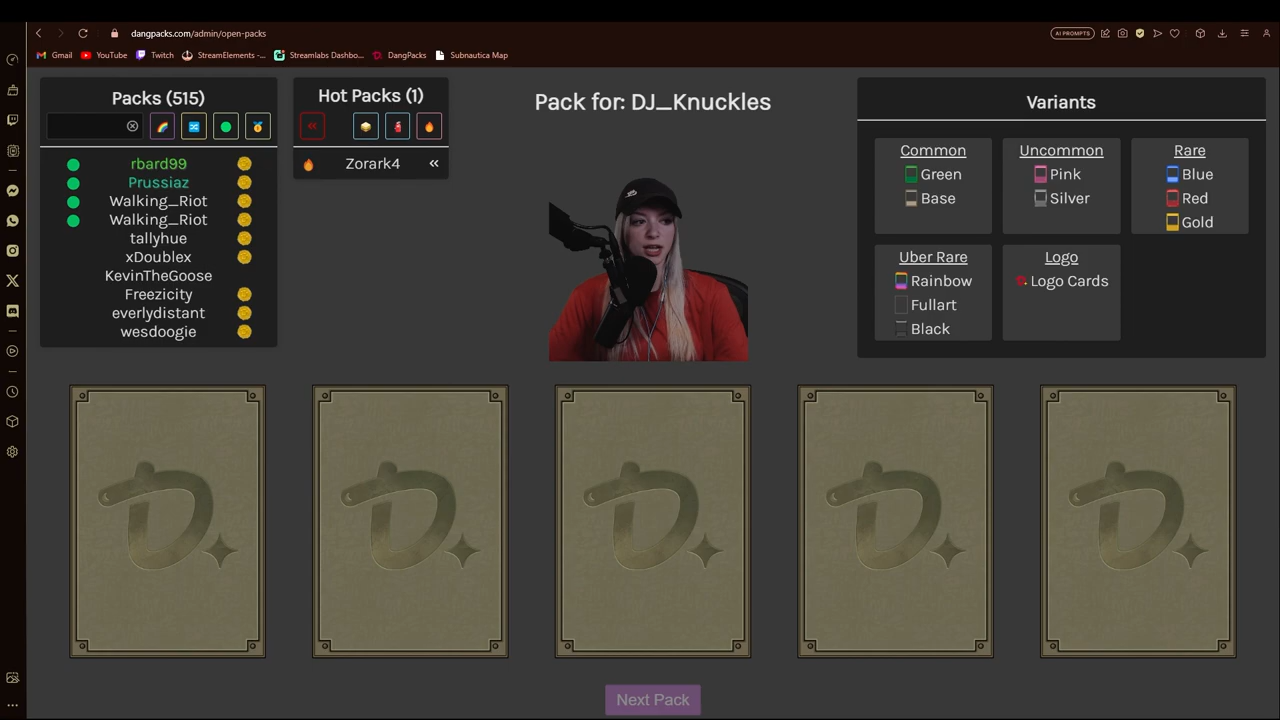 dangpacks.com/admin/open-packs
AI PROMPTS
Gmail
YouTube
Twitch
StreamElements -...
Streamlabs Dashbo...
DangPacks
Subnautica Map
Packs (515)
rbard99
Prussiaz
Walking_Riot
Walking_Riot
tallyhue
xDoublex
KevinTheGoose
Freezicity
everlydistant
wesdoogie
Hot Packs (1)
Zorark4
Pack for: DJ_Knuckles
Variants
Common
Green
Base
Uncommon
Pink
Silver
Rare
Blue
Red
Gold
Uber Rare
Rainbow
Fullart
Black
Logo
Logo Cards
Next Pack